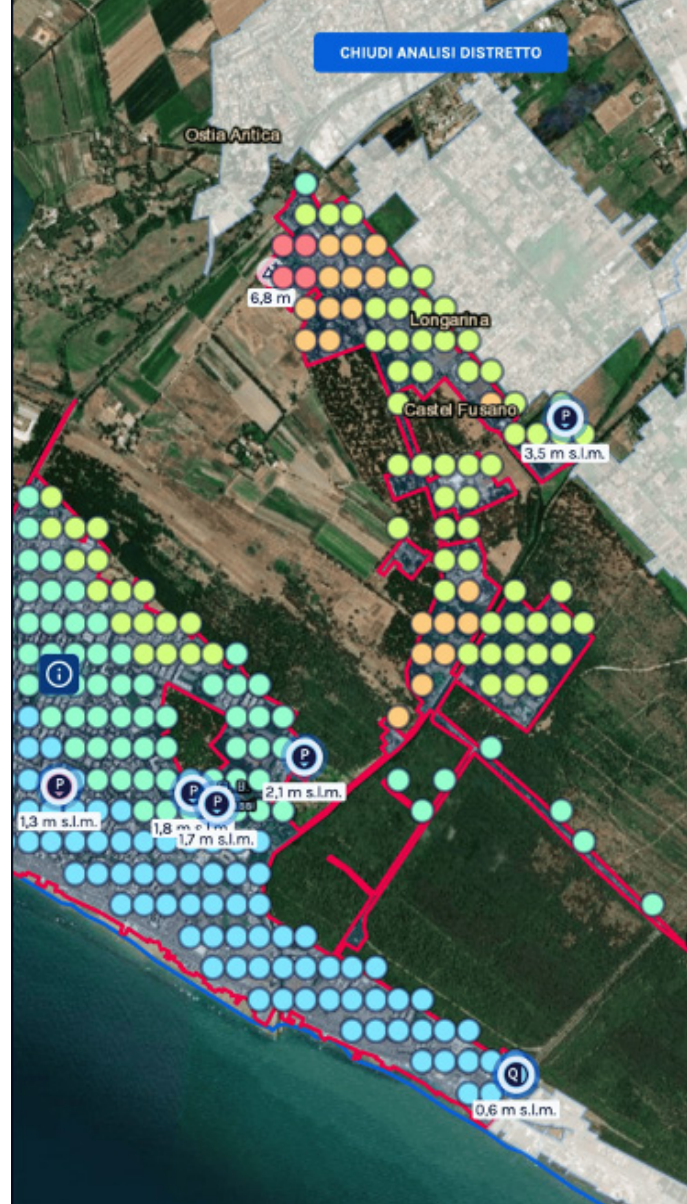 CHIUDI ANALISI DISTRETTO
Ostia Antica
6,8 m
Longarina
Castel Fusano
P
3,5 m s.l.m.
P
2,1 m s.l.m.
P
1,3 m s.l.m.
P
P
1,7 m s.l.m.
Q
0,6 m s.l.m.